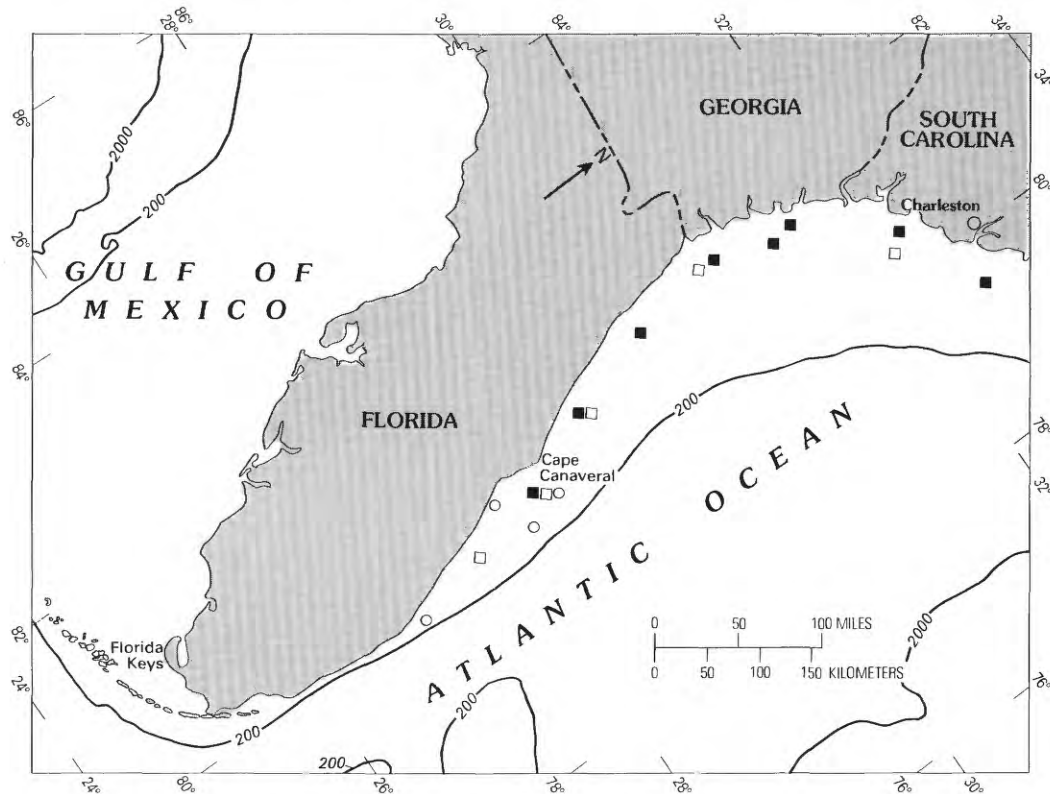 28°
86°
30°
84°
32°
82°
34°
34°
86°
2000
200
GEORGIA
SOUTH
CAROLINA
N
80°
Charleston
26°
GULF OF
MEXICO
84°
FLORIDA
200
78°
32°
Cape
Canaveral
ATLANTIC OCEAN
82°
24°
Florida
Keys
0 50 100 MILES
0 50 100 150 KILOMETERS
2000
76°
200
200
200
24°
80°
26°
78°
28°
76°
30°